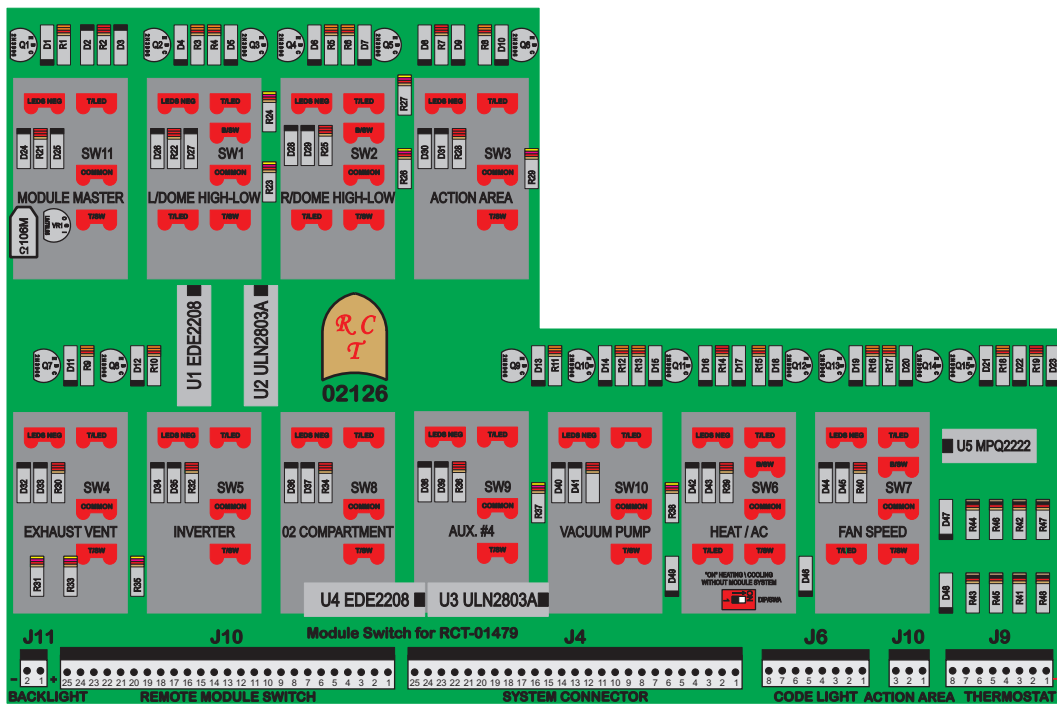 Q1 D1 R1 D2 R2 D3 Q2 D4 R3 R4 D5 Q3 Q4 D6 R5 R6 D7 Q5 D8 R7 D9 R8 D10 Q6
LEDS NEG T/LED LEDS NEG T/LED LEDS NEG T/LED LEDS NEG T/LED
R24 R27
B/SW B/SW
D24 R21 D25 SW11 D26 R22 D27 SW1 D28 D29 R25 SW2 D30 D31 R28 SW3
COMMON COMMON COMMON COMMON
R23 R26 R29
MODULE MASTER L/DOME HIGH-LOW R/DOME HIGH-LOW ACTION AREA
T/SW T/LED T/SW T/LED T/SW T/SW
Ω106M VR1
U1 EDE2208 U2 ULN2803A
R C
T
02126
Q7 D11 R9 Q8 D12 R10 Q9 D13 R11 Q10 D14 R12 R13 D15 Q11 D16 R14 D17 R15 D18 Q12 Q13 D19 R16 R17 D20 Q14 Q15 D21 R18 D22 R19 D23
LEDS NEG T/LED LEDS NEG T/LED LEDS NEG T/LED LEDS NEG T/LED LEDS NEG T/LED LEDS NEG T/LED LEDS NEG T/LED
U5 MPQ2222
B/SW B/SW
D32 D33 R30 SW4 D34 D35 R32 SW5 D36 D37 R34 SW8 D38 D39 R36 SW9 D40 D41 SW10 D42 D43 R39 SW6 D44 D45 R40 SW7
COMMON COMMON COMMON COMMON COMMON COMMON COMMON
R37 R38 D47 R44 R46 R42 R47
EXHAUST VENT INVERTER 02 COMPARTMENT AUX. #4 VACUUM PUMP HEAT / AC FAN SPEED
T/SW T/SW T/SW T/SW T/SW T/LED T/SW T/LED T/SW
R31 R33 R35 D49 D46 D48 R43 R45 R41 R48
"ON" HEATING \ COOLING
WITHOUT MODULE SYSTEM
ON DIP/SWA
U4 EDE2208 U3 ULN2803A
Module Switch for RCT-01479
J11 J10 J4 J6 J10 J9
- 2 1 + 25 24 23 22 21 20 19 18 17 16 15 14 13 12 11 10 9 8 7 6 5 4 3 2 1 25 24 23 22 21 20 19 18 17 16 15 14 13 12 11 10 9 8 7 6 5 4 3 2 1 8 7 6 5 4 3 2 1 3 2 1 8 7 6 5 4 3 2 1
BACKLIGHT REMOTE MODULE SWITCH SYSTEM CONNECTOR CODE LIGHT ACTION AREA THERMOSTAT